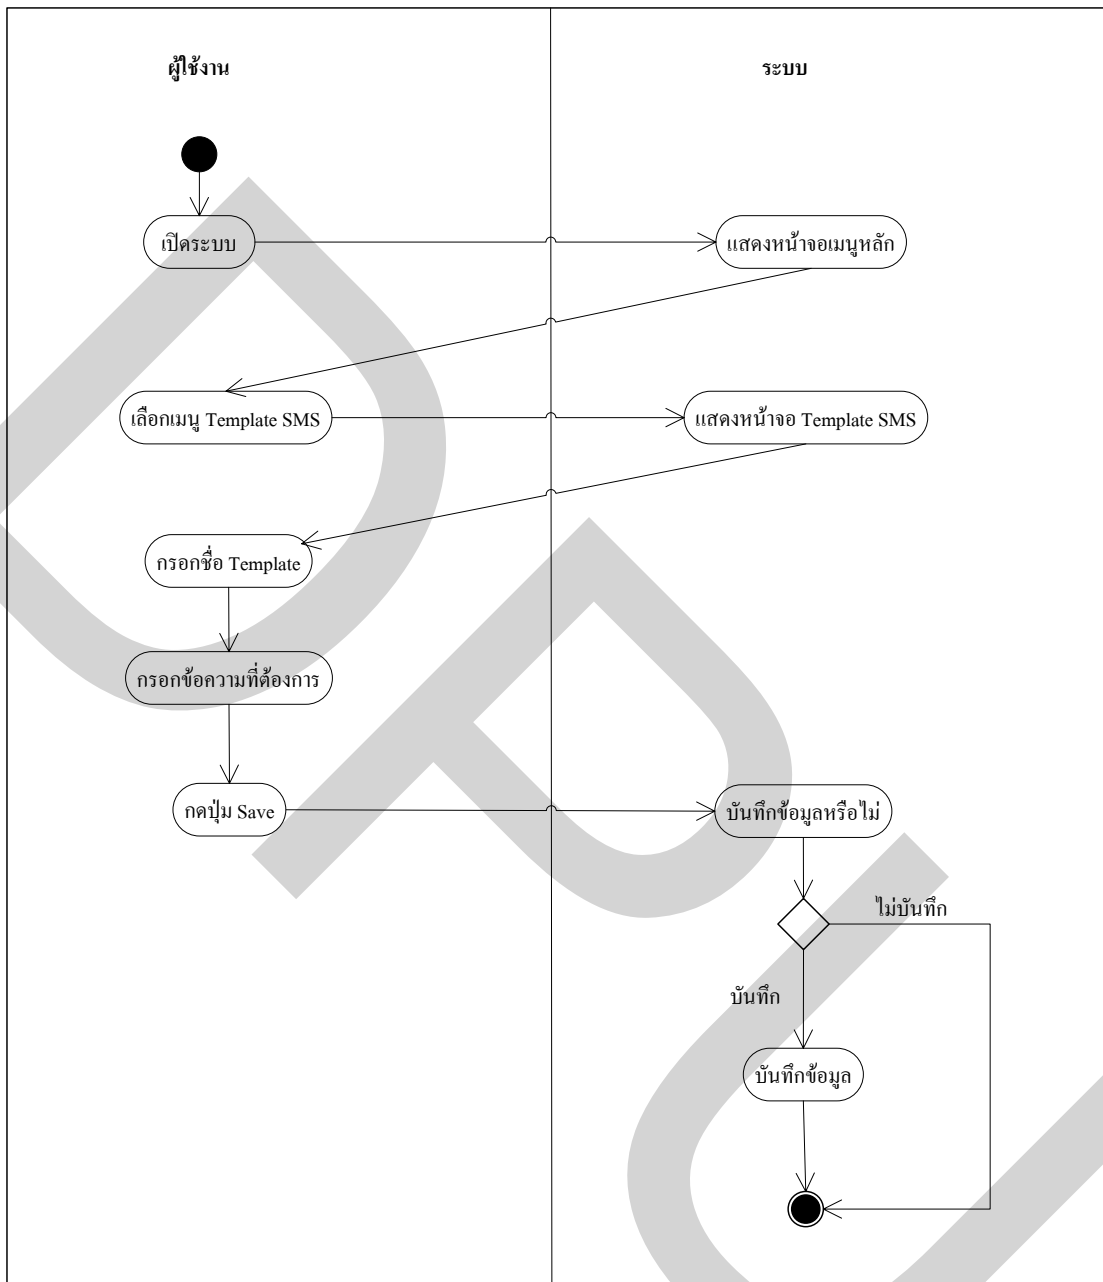 ผู้ใช้งาน
ระบบ
เปิดระบบ
แสดงหน้าจอเมนูหลัก
เลือกเมนู Template SMS
แสดงหน้าจอ Template SMS
กรอกชื่อ Template
กรอกข้อความที่ต้องการ
กดปุ่ม Save
บันทึกข้อมูลหรือไม่
ไม่บันทึก
บันทึก
บันทึกข้อมูล